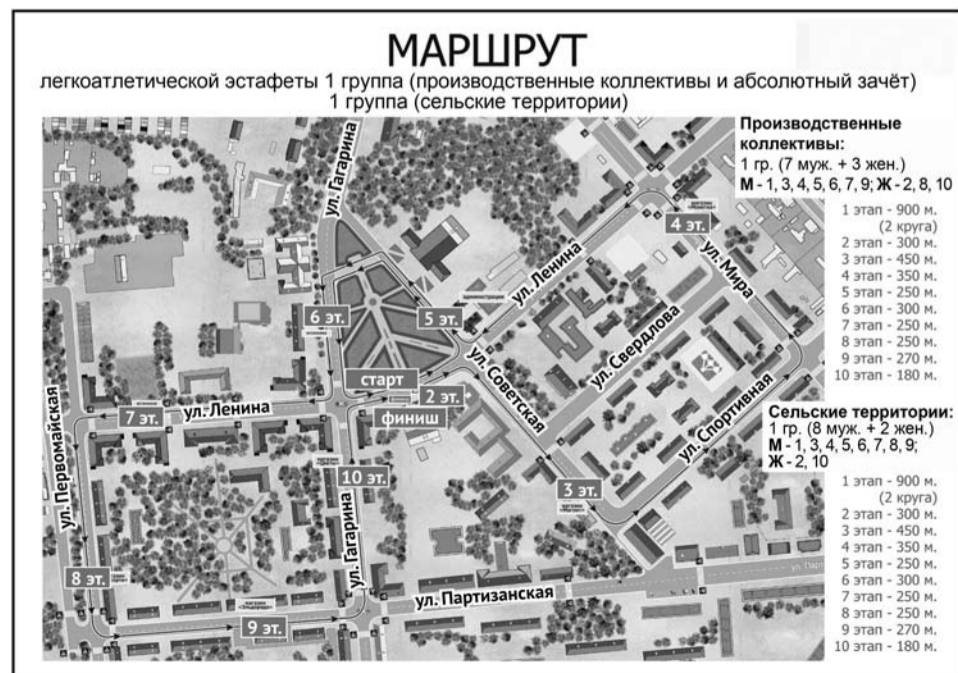 МАРШРУТ
легкоатлетической эстафеты 1 группа (производственные коллективы и абсолютный зачёт)
1 группа (сельские территории)
Производственные
коллективы:
1 гр. (7 муж. + 3 жен.)
М - 1, 3, 4, 5, 6, 7, 9; Ж - 2, 8, 10
1 этап - 900 м.
(2 круга)
2 этап - 300 м.
3 этап - 450 м.
4 этап - 350 м.
5 этап - 250 м.
6 этап - 300 м.
7 этап - 250 м.
8 этап - 250 м.
9 этап - 270 м.
10 этап - 180 м.
Сельские территории:
1 гр. (8 муж. + 2 жен.)
М - 1, 3, 4, 5, 6, 7, 8, 9;
Ж - 2, 10
1 этап - 900 м.
(2 круга)
2 этап - 300 м.
3 этап - 450 м.
4 этап - 350 м.
5 этап - 250 м.
6 этап - 300 м.
7 этап - 250 м.
8 этап - 250 м.
9 этап - 270 м.
10 этап - 180 м.
ул. Гагарина
4 эт.
ул. Мира
ул. Ленина
администрация
6 эт.
5 эт.
ул. Свердлова
старт
2 эт.
финиш
ул. Советская
ул. Спортивная
7 эт.
ул. Ленина
ул. Первомайская
10 эт.
3 эт.
магазин
«Магнит»
ул. Гагарина
8 эт.
9 эт.
ул. Партизанская